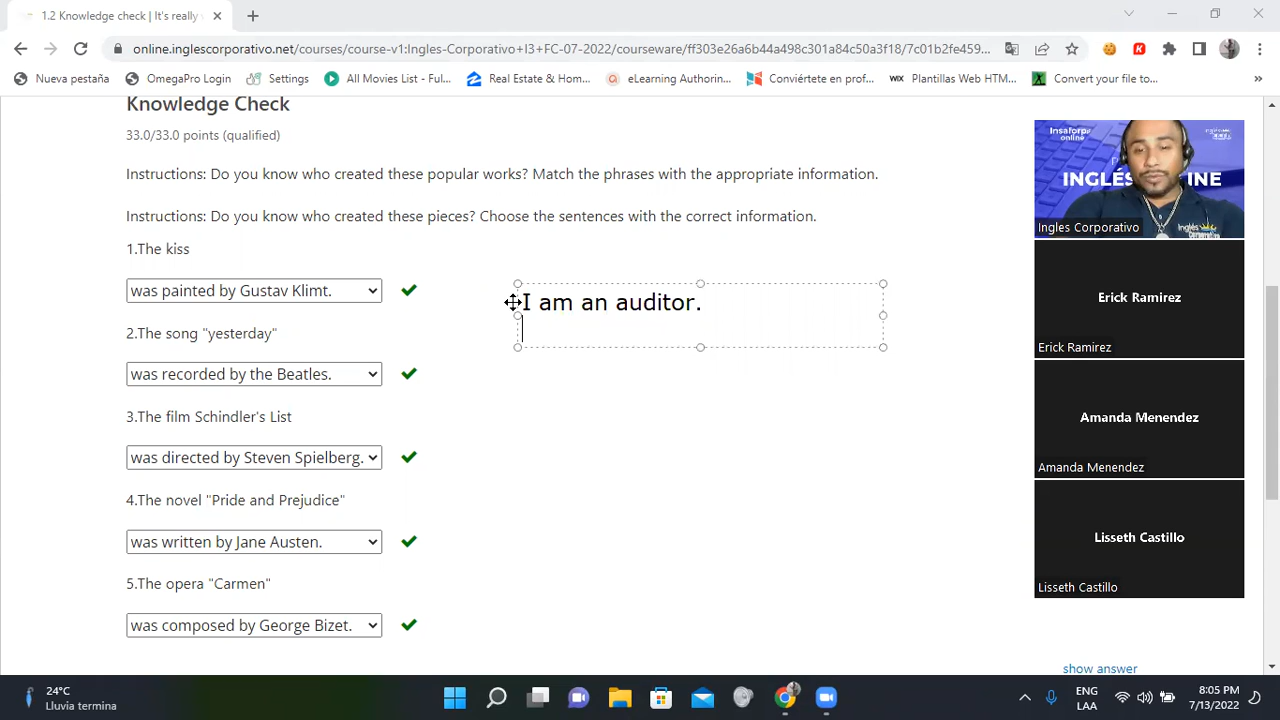 1.2 Knowledge check | It's really
online.inglescorporativo.net/courses/course-v1:Ingles-Corporativo+I3+FC-07-2022/courseware/ff303e26a6b44a498c301a84c50a3f18/7c01b2fe459...
Nueva pestaña
OmegaPro Login
Settings
All Movies List - Ful...
Real Estate & Hom...
eLearning Authorin...
Conviértete en prof...
WIX Plantillas Web HTM...
Convert your file to...
»
Knowledge Check
33.0/33.0 points (qualified)
Instructions: Do you know who created these popular works? Match the phrases with the appropriate information.
Instructions: Do you know who created these pieces? Choose the sentences with the correct information.
1.The kiss
was painted by Gustav Klimt.
I am an auditor.
2.The song "yesterday"
was recorded by the Beatles.
3.The film Schindler's List
was directed by Steven Spielberg.
4.The novel "Pride and Prejudice"
was written by Jane Austen.
5.The opera "Carmen"
was composed by George Bizet.
show answer
online
INGLÉS
INE
Ingles Corporativo
Erick Ramirez
Erick Ramirez
Amanda Menendez
Amanda Menendez
Lisseth Castillo
Lisseth Castillo
24°C
Lluvia termina
ENG
LAA
8:05 PM
7/13/2022